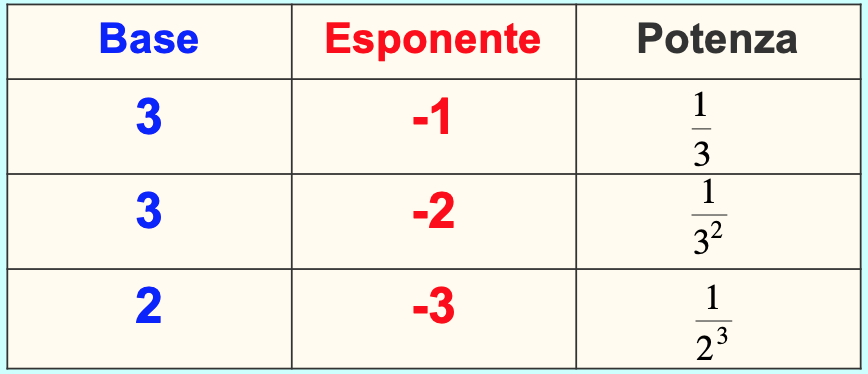 Base Esponente Potenza
3 -1 1/3
3 -2 1/3²
2 -3 1/2³